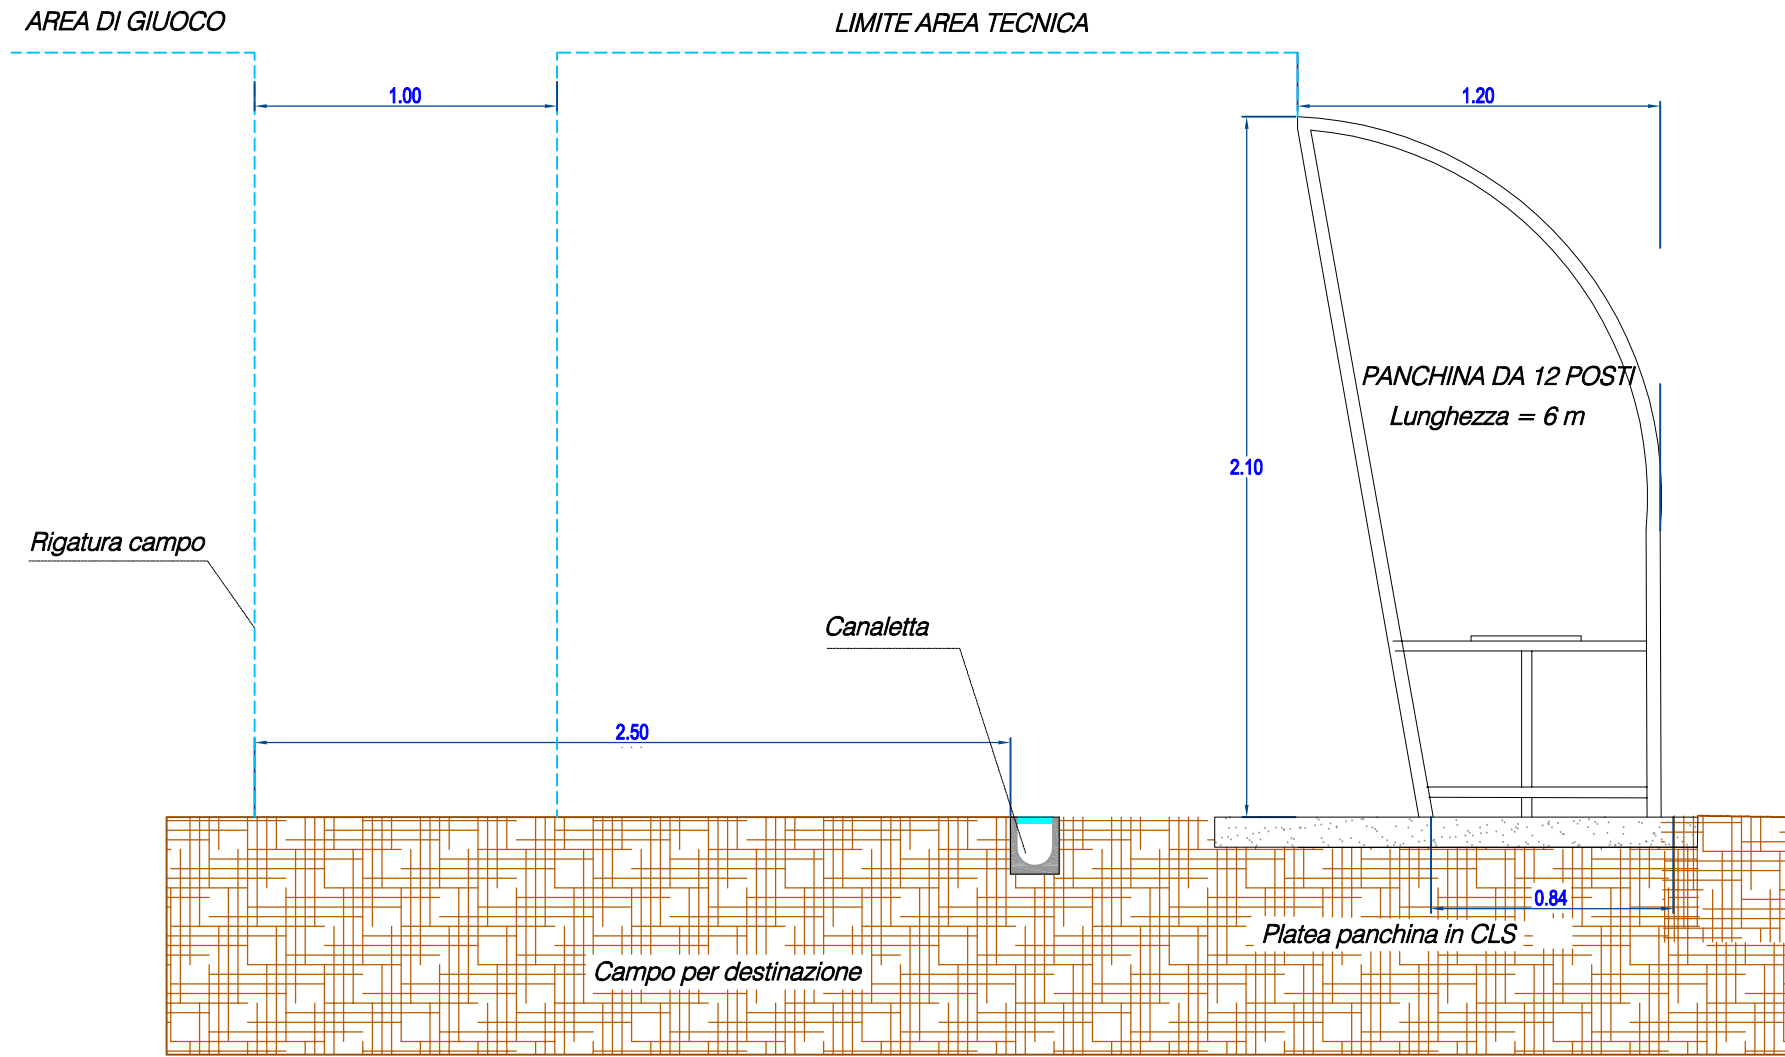 AREA DI GIUOCO
LIMITE AREA TECNICA
1.00
1.20
PANCHINA DA 12 POSTI
Lunghezza = 6 m
2.10
Rigatura campo
Canaletta
2.50
0.84
Platea panchina in CLS
Campo per destinazione